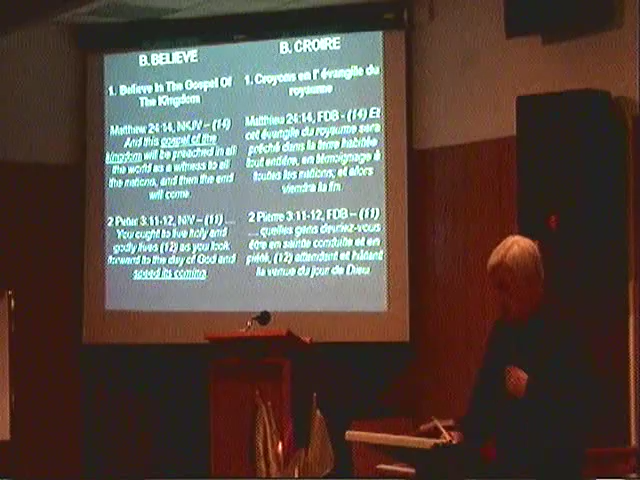 B. BELIEVE
1. Believe In The Gospel Of
The Kingdom
Matthew 24:14, NKJV – (14)
And this gospel of the
kingdom will be preached in all
the world as a witness to all
the nations, and then the end
will come.
2 Peter 3:11-12, NIV – (11) ...
You ought to live holy and
godly lives (12) as you look
forward to the day of God and
speed its coming.
B. CROIRE
1. Croyons en l'évangile du
royaume
Matthieu 24:14, FDB - (14) Et
cet évangile du royaume sera
prêché dans la terre habitée
tout entière, en témoignage à
toutes les nations; et alors
viendra la fin.
2 Pierre 3:11-12, FDB – (11)
... quelles gens devriez-vous
être en sainte conduite et en
piété, (12) attendant et hâtant
la venue du jour de Dieu